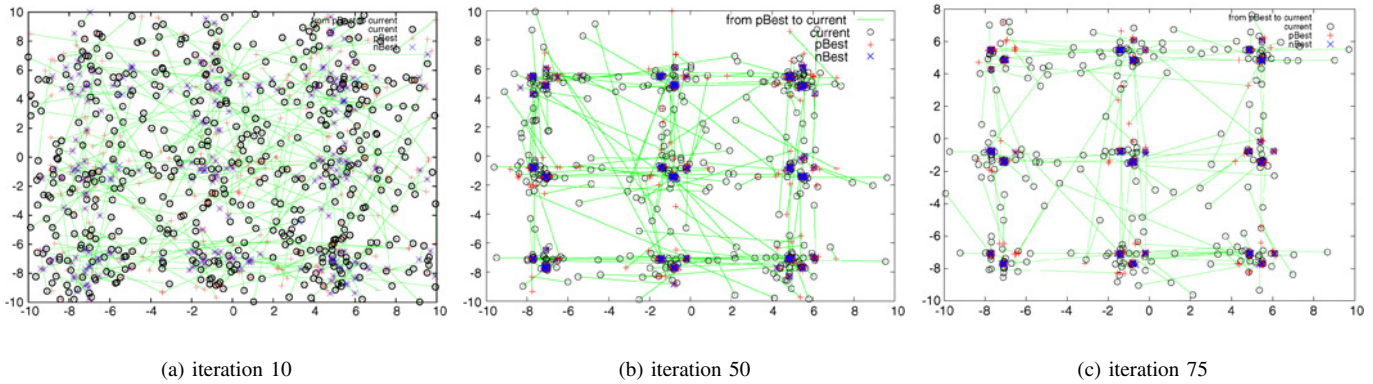 from pBest to current
current
pBest
nBest
10
8
6
4
2
0
-2
-4
-6
-8
-10
-10 -8 -6 -4 -2 0 2 4 6 8 10
(a) iteration 10
from pBest to current
current
pBest
nBest
10
8
6
4
2
0
-2
-4
-6
-8
-10
-10 -8 -6 -4 -2 0 2 4 6 8 10
(b) iteration 50
from pBest to current
current
pBest
nBest
8
6
4
2
0
-2
-4
-6
-8
-10
-10 -8 -6 -4 -2 0 2 4 6 8 10
(c) iteration 75